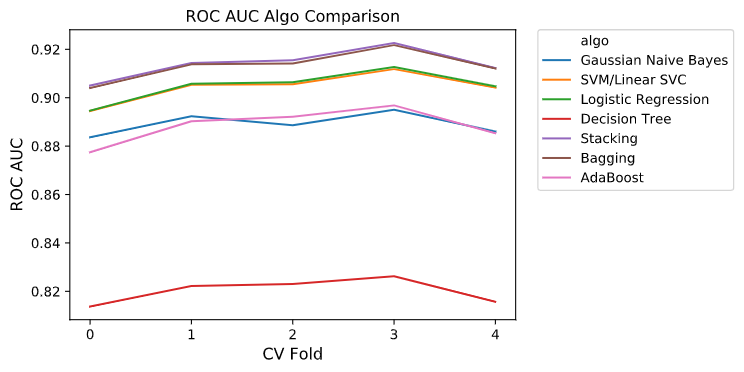 ROC AUC Algo Comparison
ROC AUC
0.92
0.90
0.88
0.86
0.84
0.82
0 1 2 3 4
CV Fold
algo
Gaussian Naive Bayes
SVM/Linear SVC
Logistic Regression
Decision Tree
Stacking
Bagging
AdaBoost